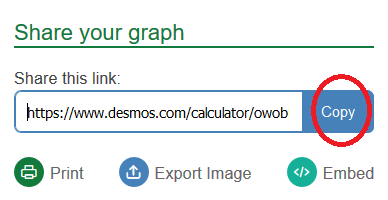 Share your graph
Share this link:
https://www.desmos.com/calculator/owob Copy
Print Export Image Embed